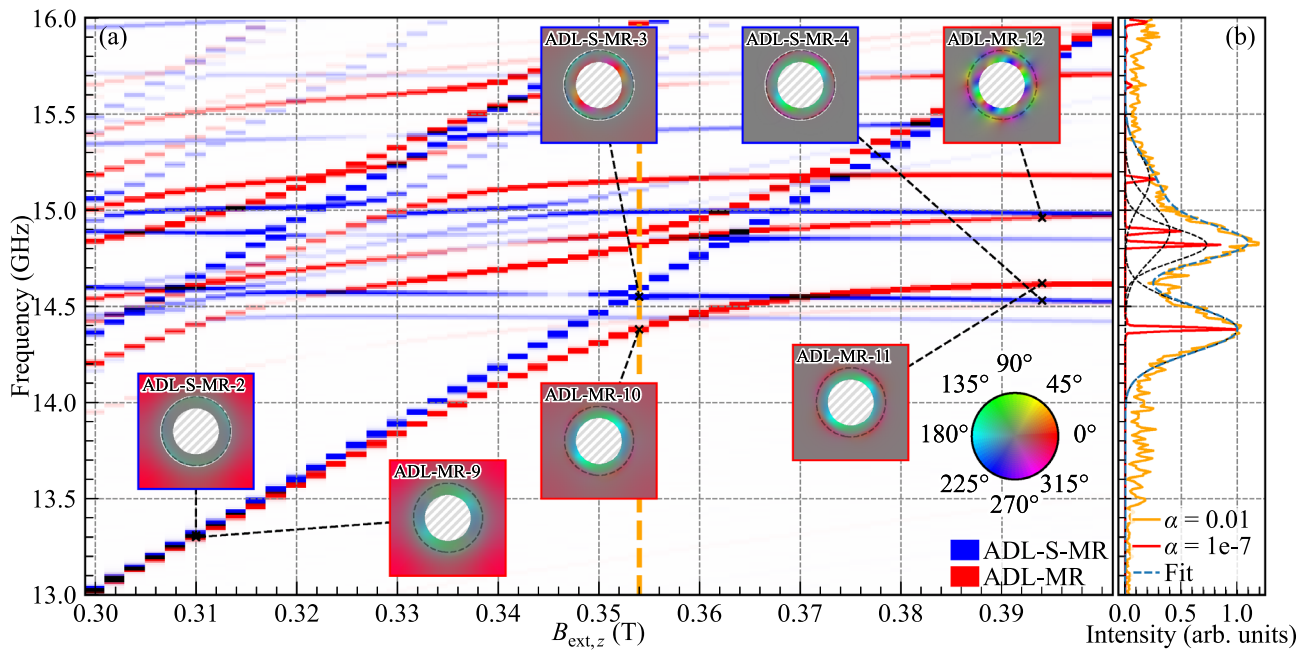 (a)
(b)
16.0
15.5
15.0
14.5
14.0
13.5
13.0
Frequency (GHz)
0.30
0.31
0.32
0.33
0.34
0.35
0.36
0.37
0.38
0.39
B_ext, z (T)
ADL-S-MR-3
ADL-S-MR-4
ADL-MR-12
ADL-S-MR-2
ADL-MR-9
ADL-MR-10
ADL-MR-11
90°
135°
45°
180°
0°
225°
315°
270°
ADL-S-MR
ADL-MR
α = 0.01
α = 1e-7
Fit
0.0
0.5
1.0
Intensity (arb. units)